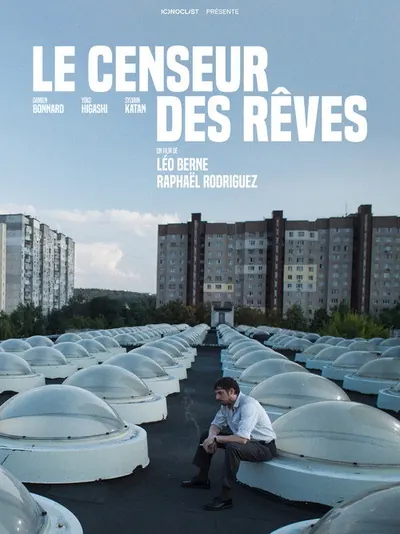 ICONOCLAST PRÉSENTE
LE CENSEUR
DES RÊVES
DAMIEN
BONNARD
YOKO
HIGASHI
SYLVAIN
KATAN
UN FILM DE
LÉO BERNE
RAPHAËL RODRIGUEZ